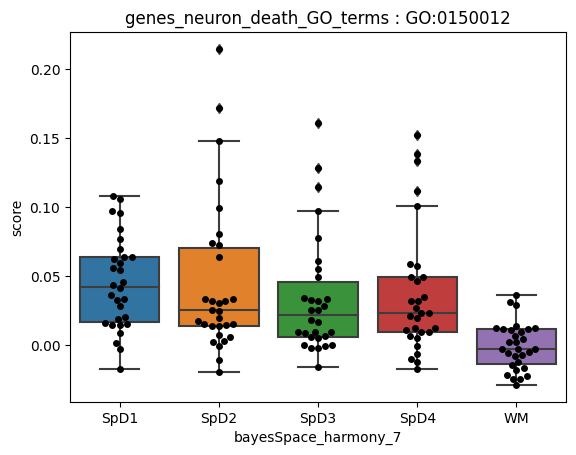 genes_neuron_death_GO_terms : GO:0150012
0.20
0.15
0.10
0.05
0.00
score
SpD1 SpD2 SpD3 SpD4 WM
bayesSpace_harmony_7